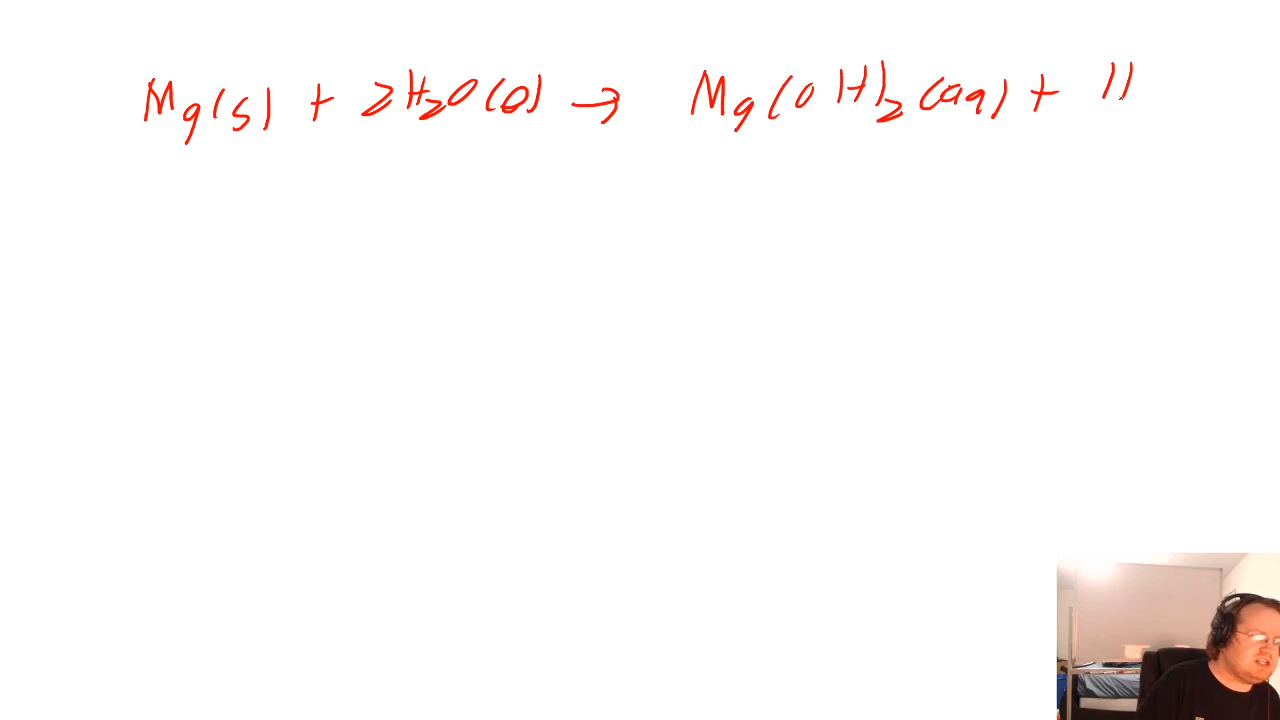 Mg(s) + 2H₂O(l) → Mg(OH)₂(aq) +